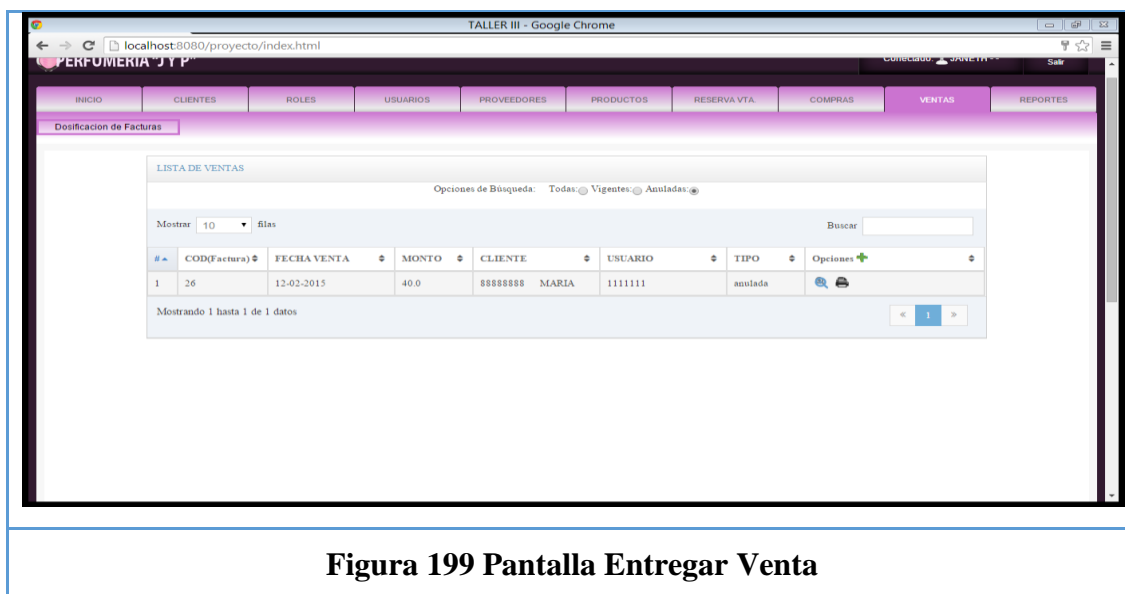 TALLER III - Google Chrome
localhost:8080/proyecto/index.html
PERFUMERIA "J Y P"
Conectado: JANETH - -
Salir
INICIO CLIENTES ROLES USUARIOS PROVEEDORES PRODUCTOS RESERVA VTA. COMPRAS VENTAS REPORTES
Dosificacion de Facturas
LISTA DE VENTAS
Opciones de Búsqueda: Todas: Vigentes: Anuladas:
Mostrar 10 filas Buscar
# COD(Factura) FECHA VENTA MONTO CLIENTE USUARIO TIPO Opciones
1 26 12-02-2015 40.0 88888888 MARIA 1111111 anulada
Mostrando 1 hasta 1 de 1 datos
« 1 »
Figura 199 Pantalla Entregar Venta